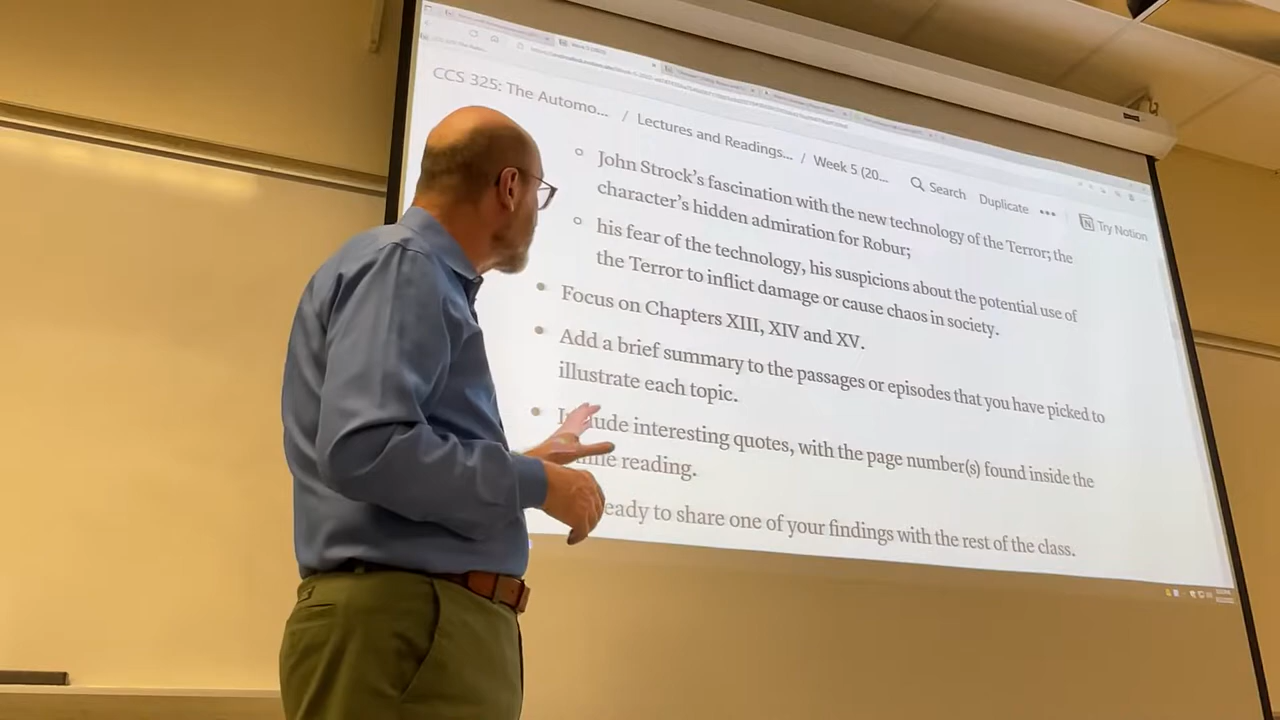 CCS 325: The Automo... / Lectures and Readings... / Week 5 (20... Search Duplicate ••• Try Notion
John Strock's fascination with the new technology of the Terror; the
character's hidden admiration for Robur;
his fear of the technology, his suspicions about the potential use of
the Terror to inflict damage or cause chaos in society.
Focus on Chapters XIII, XIV and XV.
Add a brief summary to the passages or episodes that you have picked to
illustrate each topic.
Include interesting quotes, with the page number(s) found inside the
reading.
ready to share one of your findings with the rest of the class.